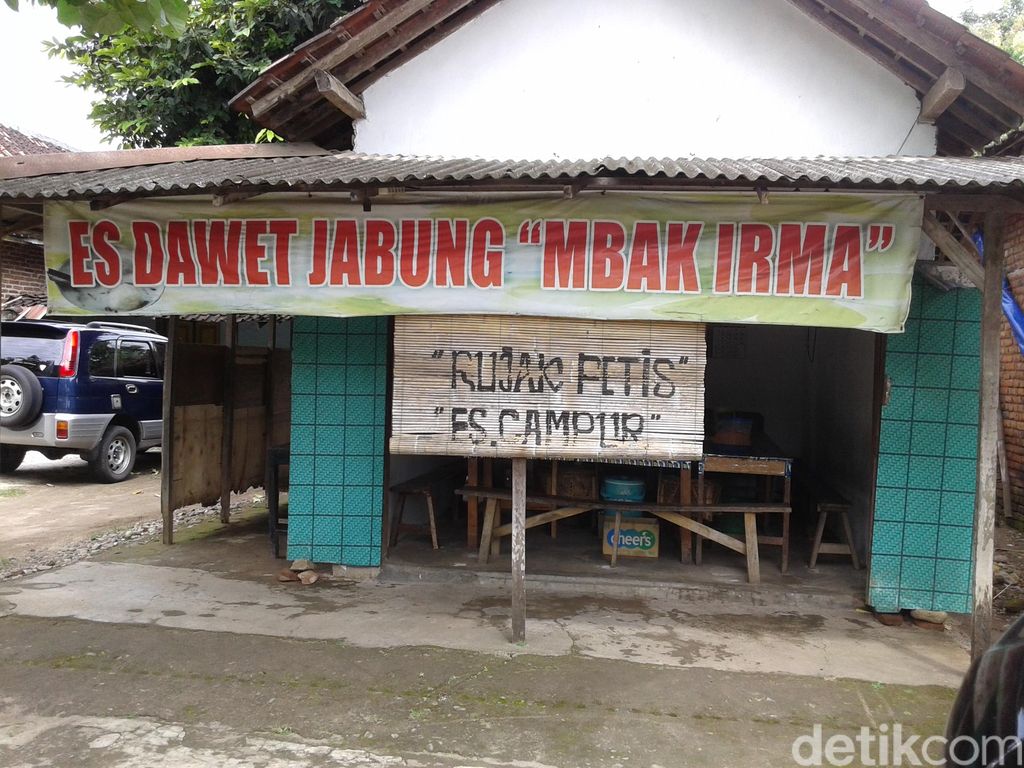 ES DAWET JABUNG "MBAK IRMA"
"RUJAK PETIS"
"ES.CAMPUR"
Cheers
detikcom